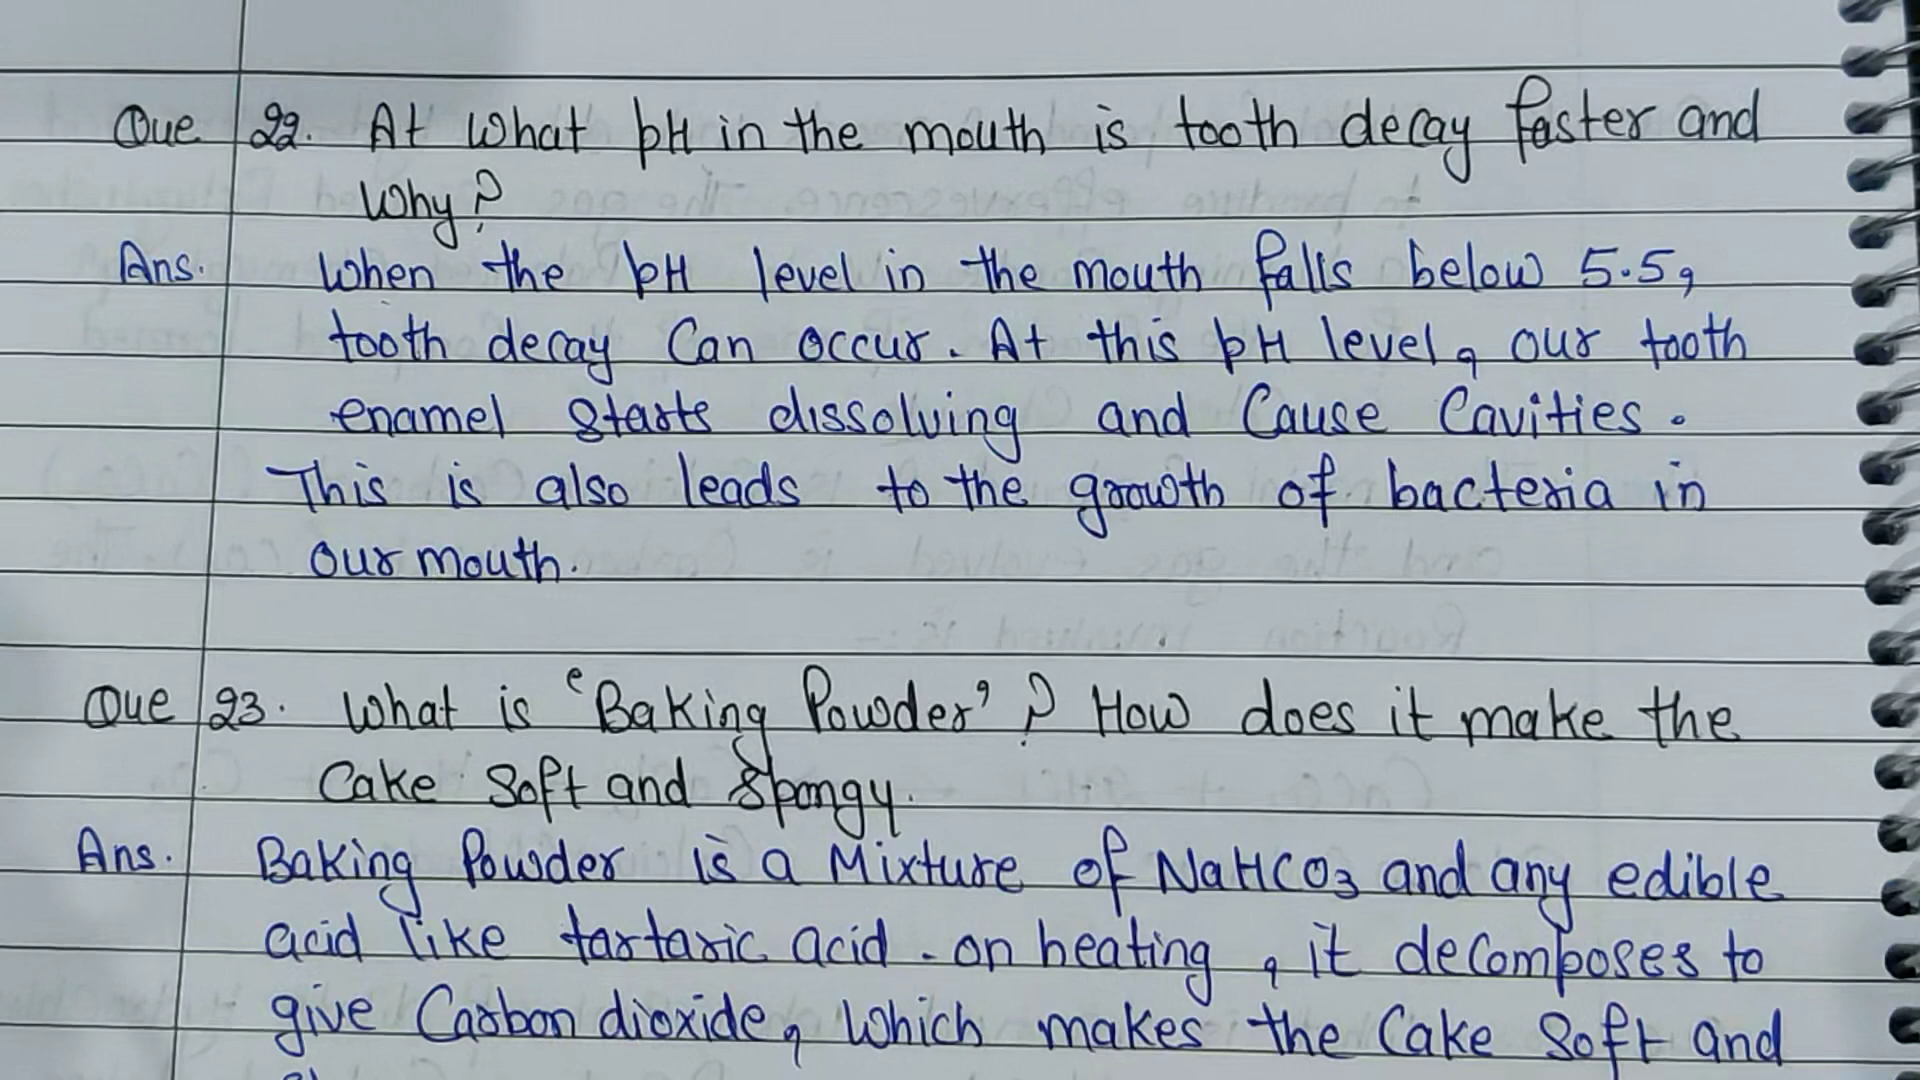 Que 22. At what pH in the mouth is tooth decay faster and
why?
Ans. When the pH level in the mouth falls below 5.5,
tooth decay can occur. At this pH level, our tooth
enamel starts dissolving and cause cavities.
This is also leads to the growth of bacteria in
our mouth.
Que 23. What is 'Baking Powder'? How does it make the
cake soft and spongy.
Ans. Baking Powder is a Mixture of NaHCO3 and any edible
acid like tartaric acid. on heating, it decomposes to
give Carbon dioxide, which makes the cake soft and